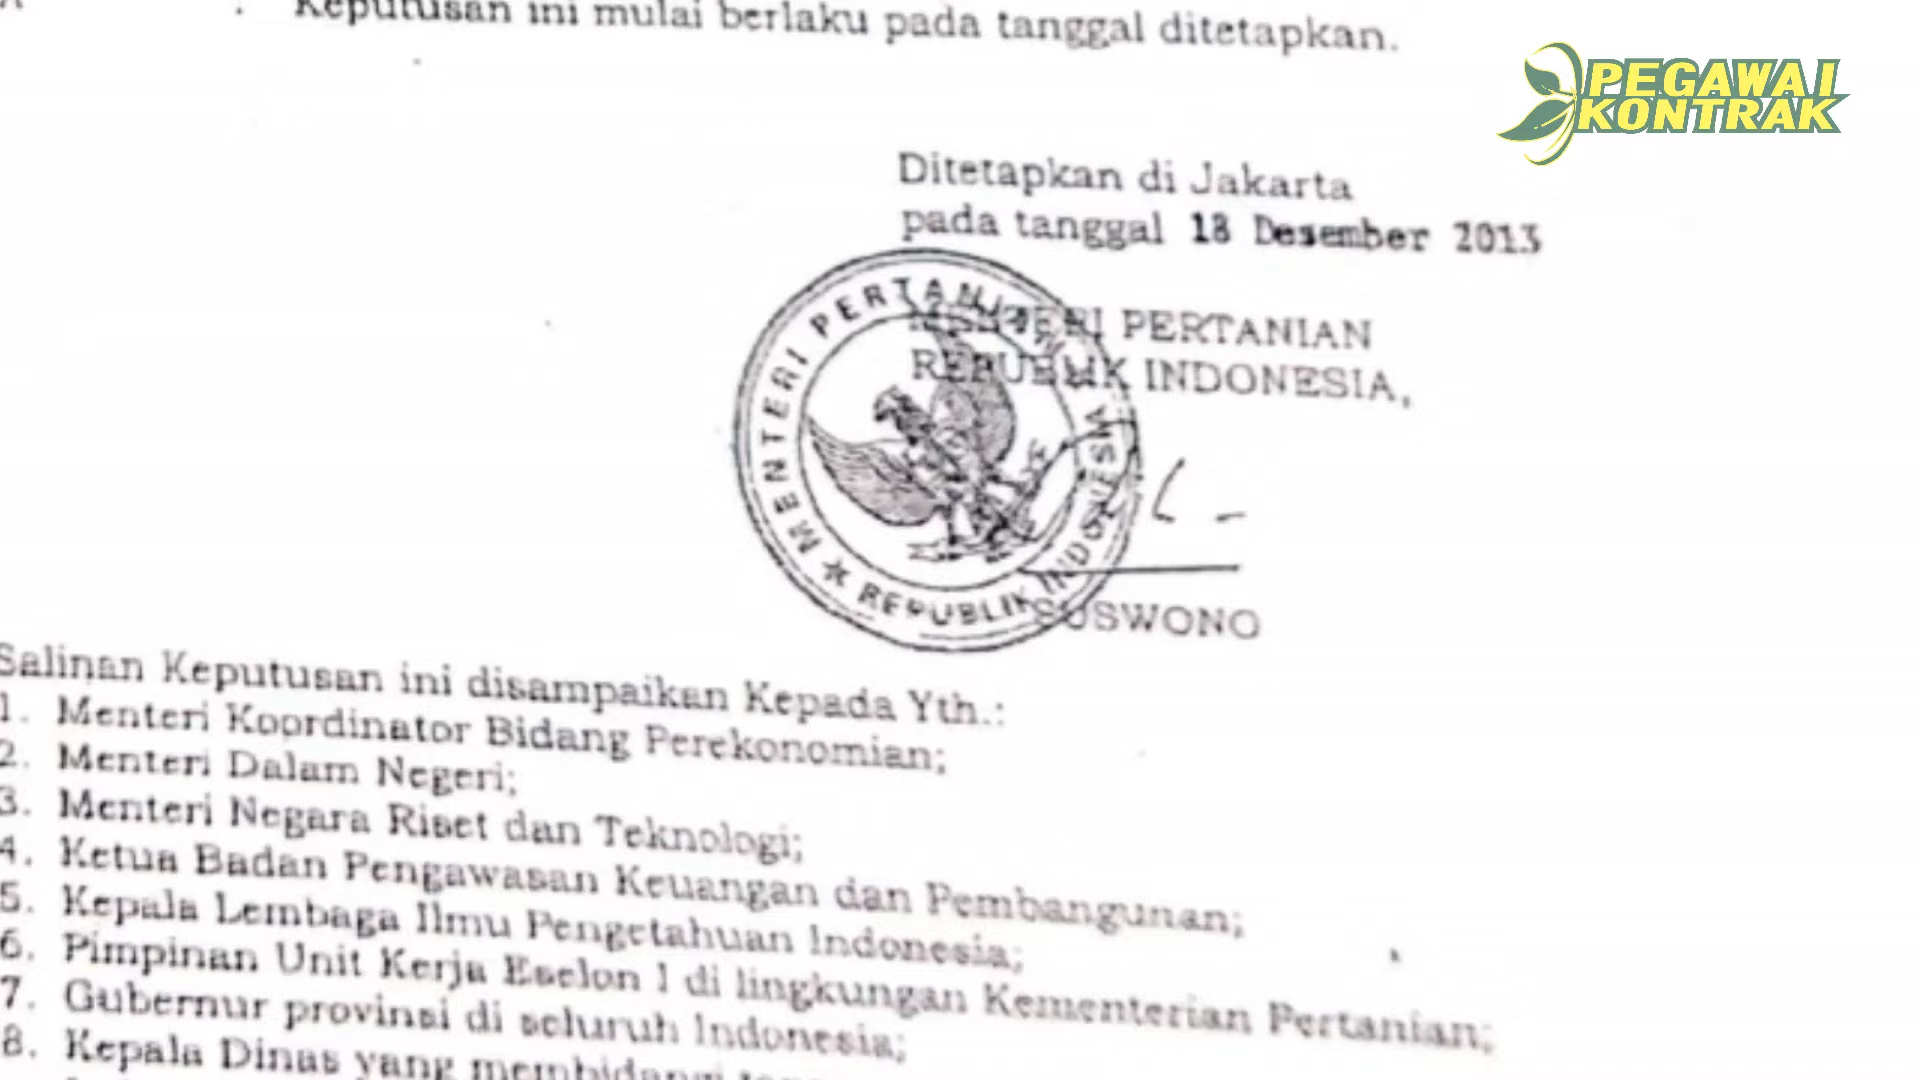 Keputusan ini mulai berlaku pada tanggal ditetapkan.
PEGAWAI
KONTRAK
Ditetapkan di Jakarta
pada tanggal 18 Desember 2013
MENTERI PERTANIAN
REPUBLIK INDONESIA,
MENTERI PERTANIAN
REPUBLIK INDONESIA
SUSWONO
Salinan Keputusan ini disampaikan Kepada Yth.:
1. Menteri Koordinator Bidang Perekonomian;
2. Menteri Dalam Negeri;
3. Menteri Negara Riset dan Teknologi;
4. Ketua Badan Pengawasan Keuangan dan Pembangunan;
5. Kepala Lembaga Ilmu Pengetahuan Indonesia;
6. Pimpinan Unit Kerja Eselon I di lingkungan Kementerian Pertanian;
7. Gubernur provinsi di seluruh Indonesia;
8. Kepala Dinas yang membidangi